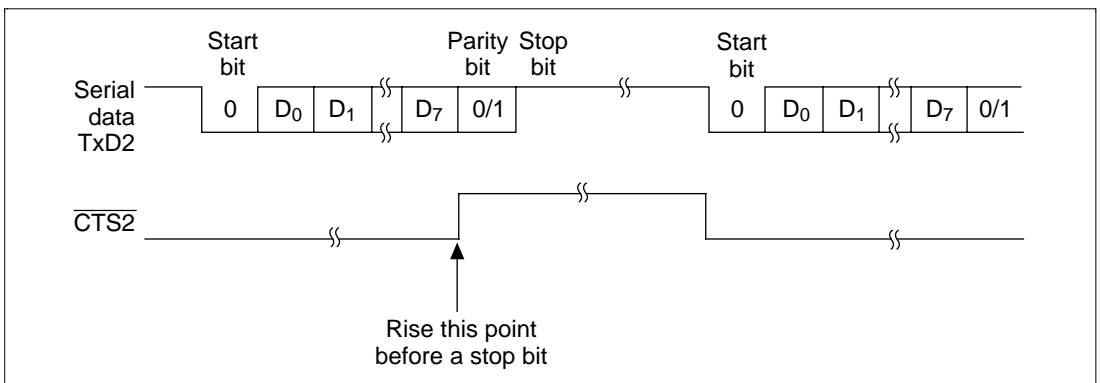 Start bit
Parity bit
Stop bit
Start bit
Serial data TxD2
0 D0 D1 D7 0/1 0 D0 D1 D7 0/1
CTS2
Rise this point
before a stop bit